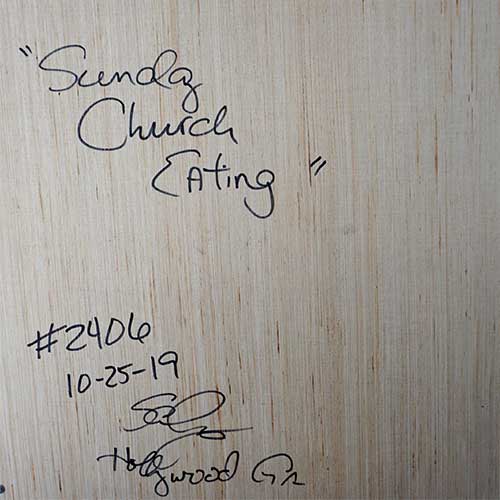 "Sunday
Church
Eating"
#2406
10-25-19
Hollywood Ga